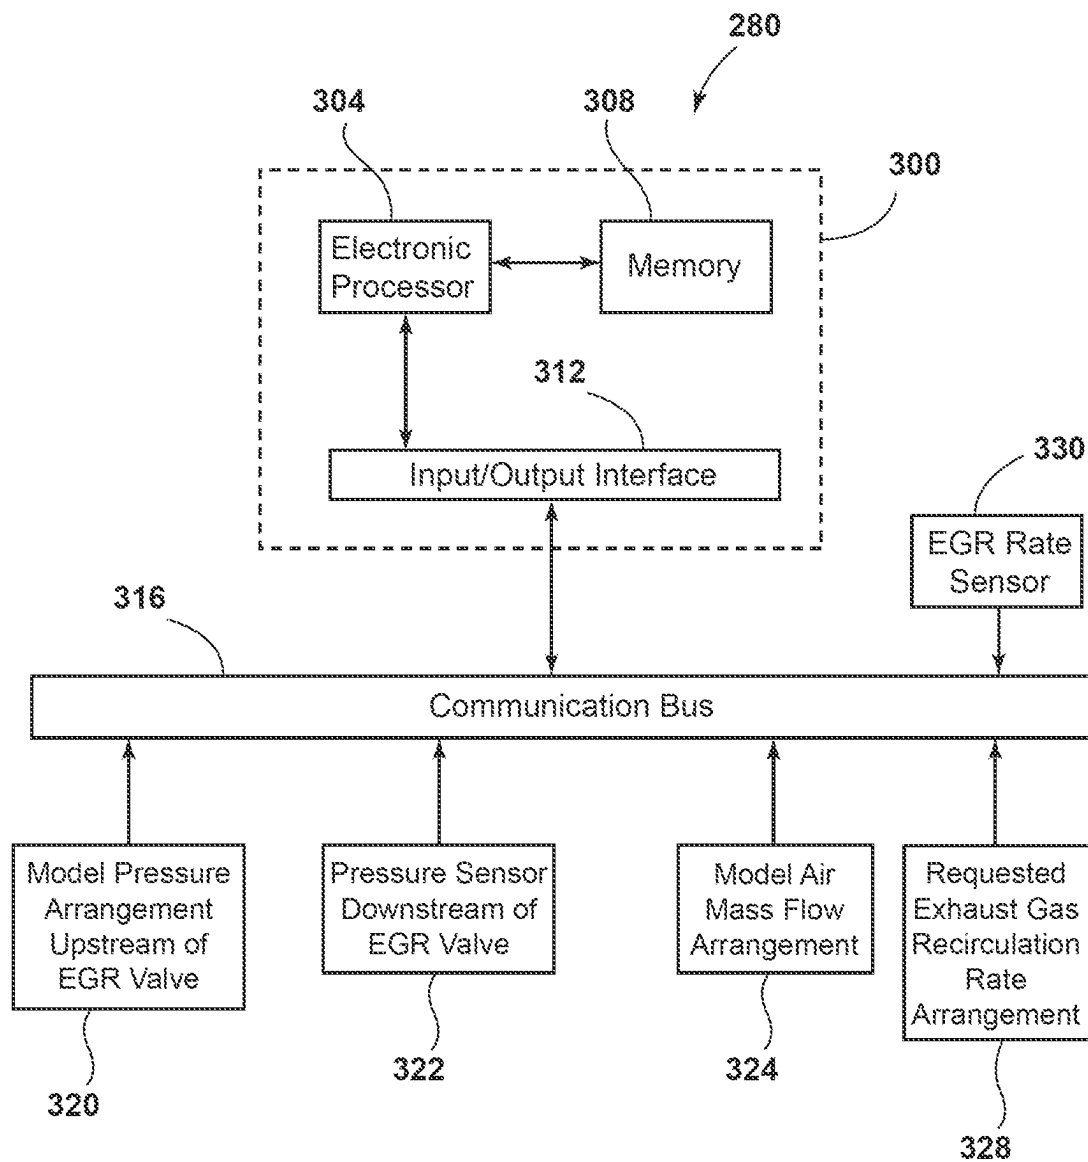 280
304
308
300
Electronic
Processor
Memory
312
Input/Output Interface
330
EGR Rate
Sensor
316
Communication Bus
Model Pressure
Arrangement
Upstream of
EGR Valve
Pressure Sensor
Downstream of
EGR Valve
Model Air
Mass Flow
Arrangement
Requested
Exhaust Gas
Recirculation
Rate
Arrangement
320
322
324
328